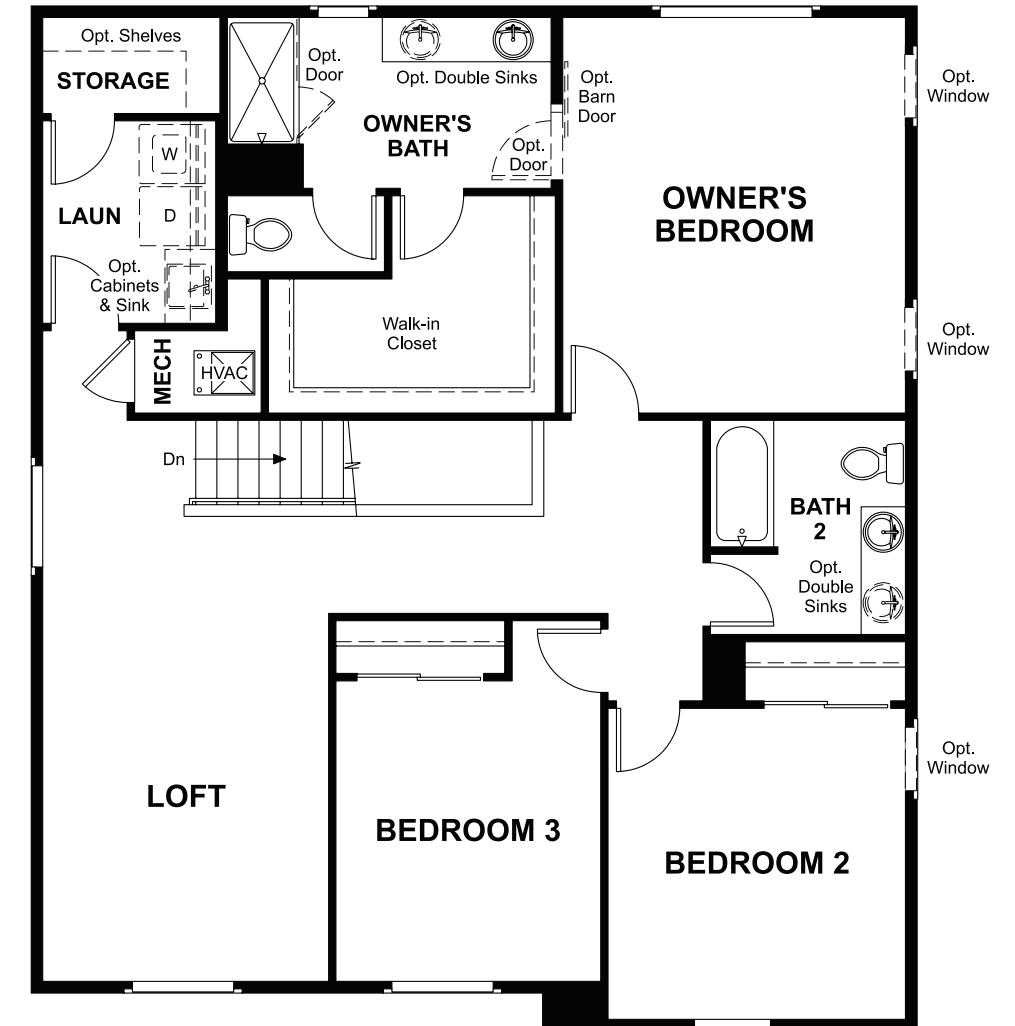 Opt. Shelves
STORAGE
Opt.
Door
Opt. Double Sinks
OWNER'S
BATH
Opt.
Door
Opt.
Barn
Door
Opt.
Window
W
D
LAUN
Opt.
Cabinets
& Sink
OWNER'S
BEDROOM
Walk-in
Closet
Opt.
Window
MECH
HVAC
Dn
BATH
2
Opt.
Double
Sinks
Opt.
Window
LOFT
BEDROOM 3
BEDROOM 2